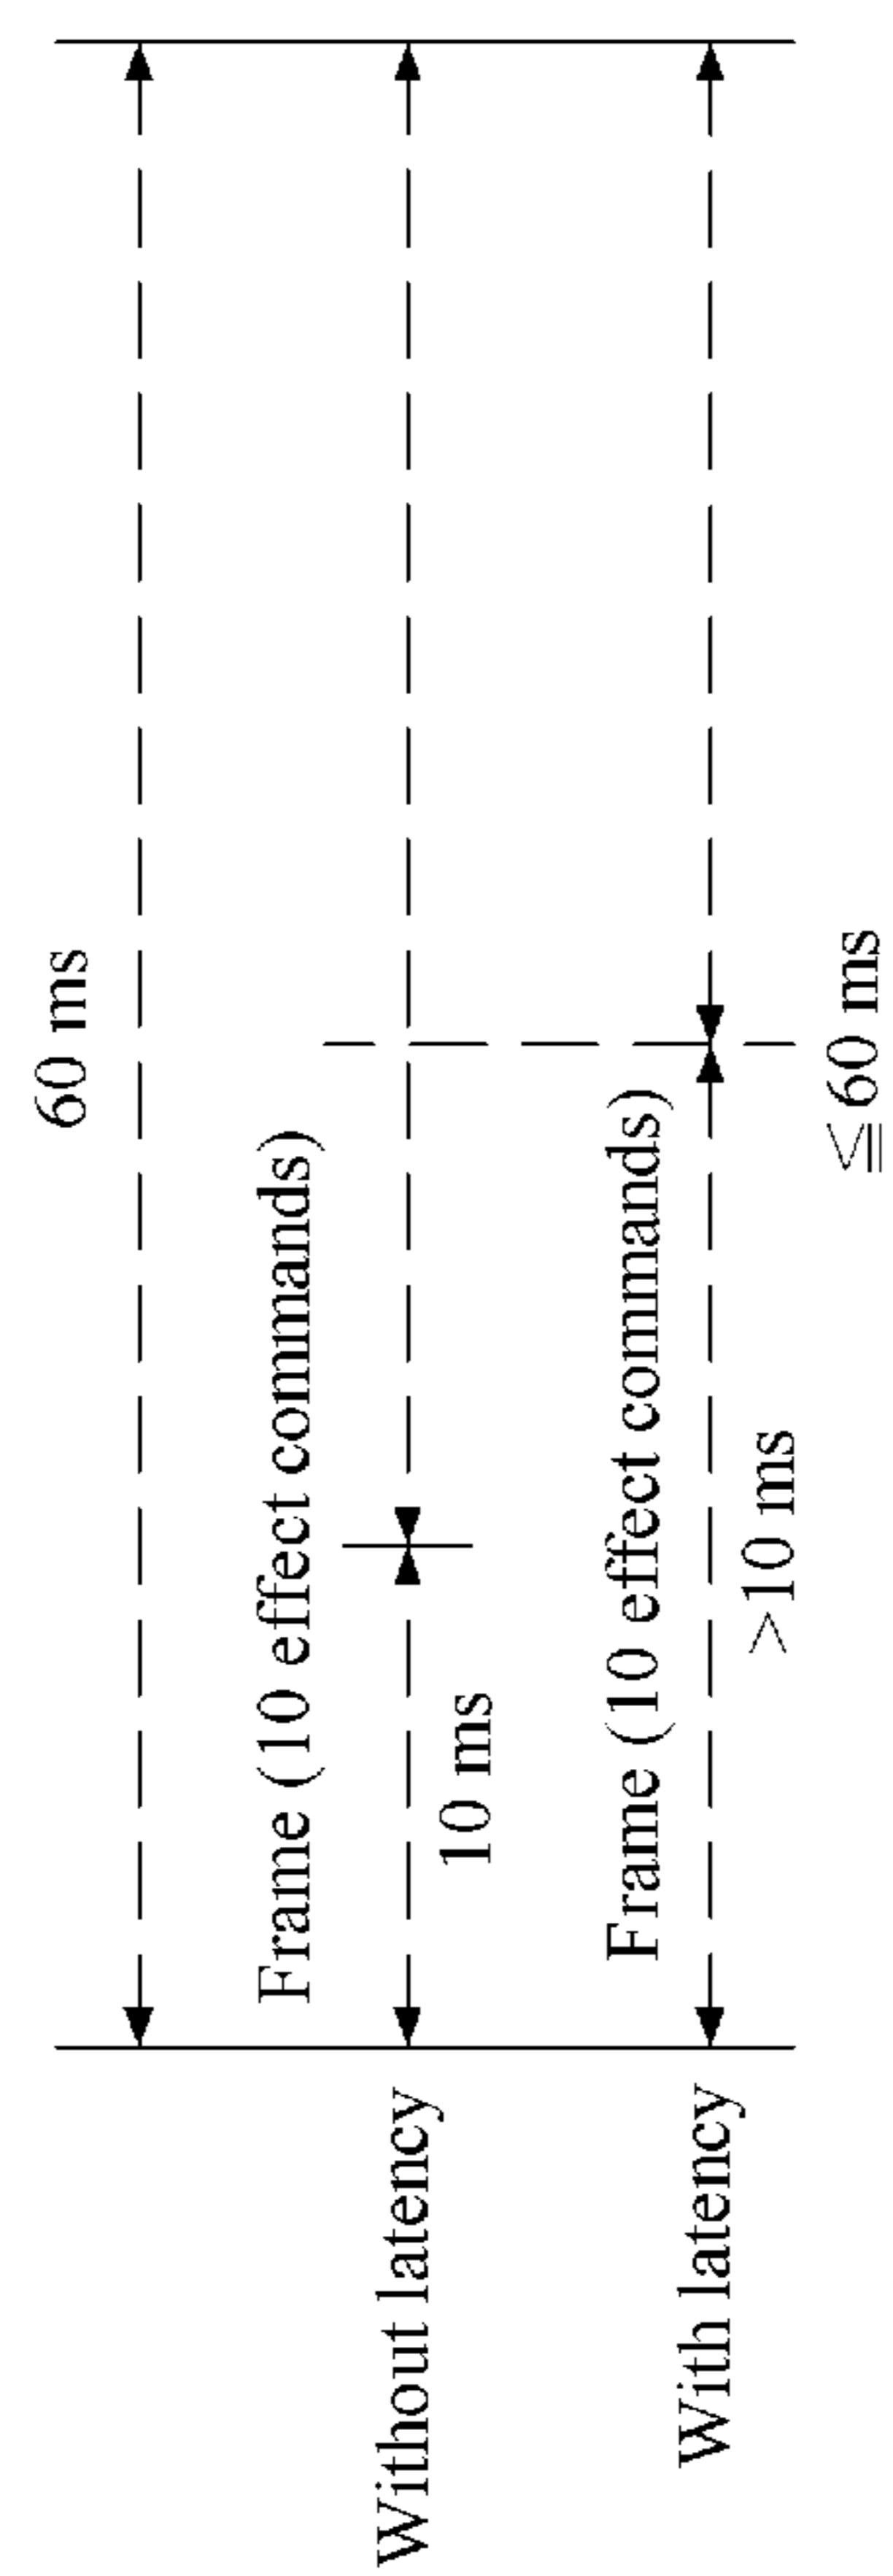 60 ms
Frame (10 effect commands)
Without latency
10 ms
Frame (10 effect commands)
With latency
>10 ms
≦60 ms